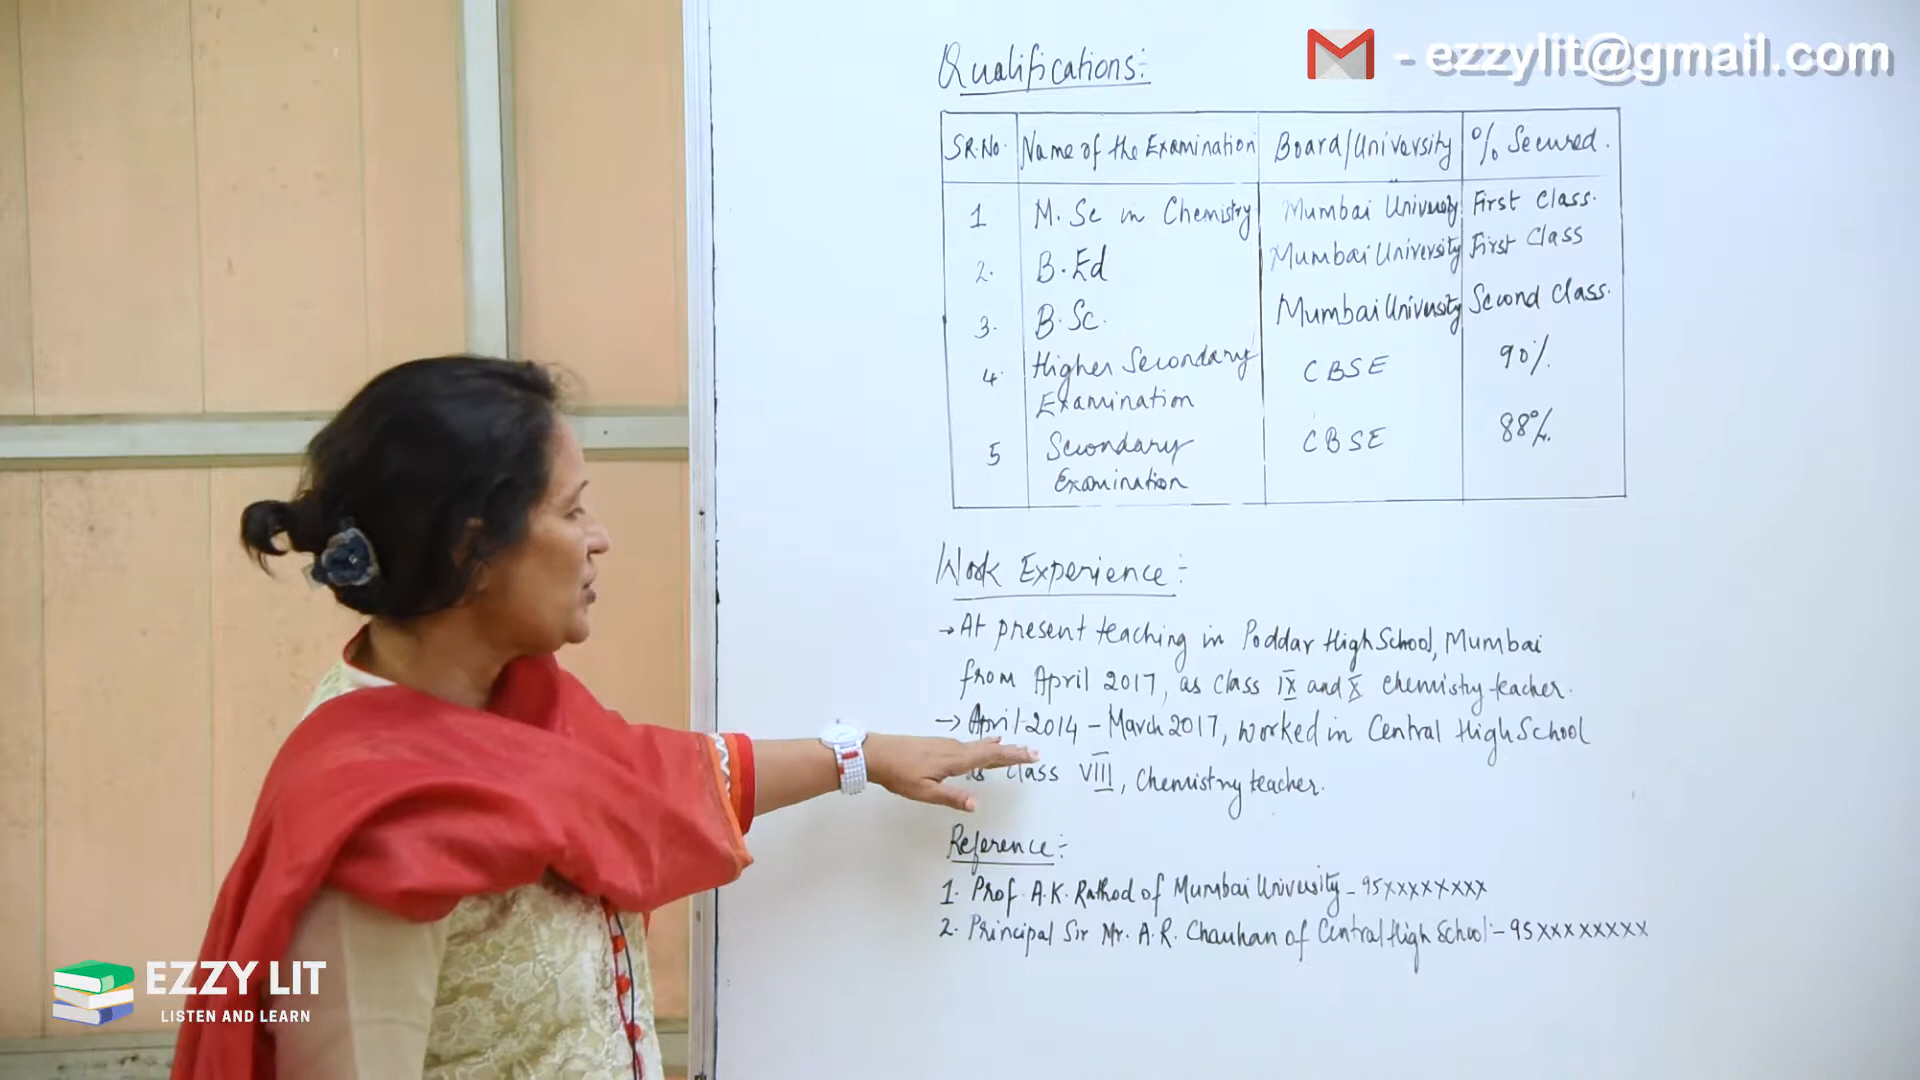 Qualifications:-
- ezzylit@gmail.com
SR.No. Name of the Examination Board/University % Secured.
1 M.Sc in Chemistry Mumbai University First Class.
2. B.Ed Mumbai University First Class
3. B.Sc. Mumbai University Second Class.
4. Higher Secondary CBSE 90%
Examination
5 Secondary CBSE 88%
Examination
Work Experience:-
→ At present teaching in Poddar High School, Mumbai
from April 2017, as class IX and X chemistry teacher.
→ April 2014 - March 2017, worked in Central High School
as class VIII, Chemistry teacher.
Reference:-
1. Prof. A.K. Rathod of Mumbai University - 95xxxxxxxx
2. Principal Sir Mr. A.R. Chauhan of Central High School - 95xxxxxxxx
EZZY LIT
LISTEN AND LEARN